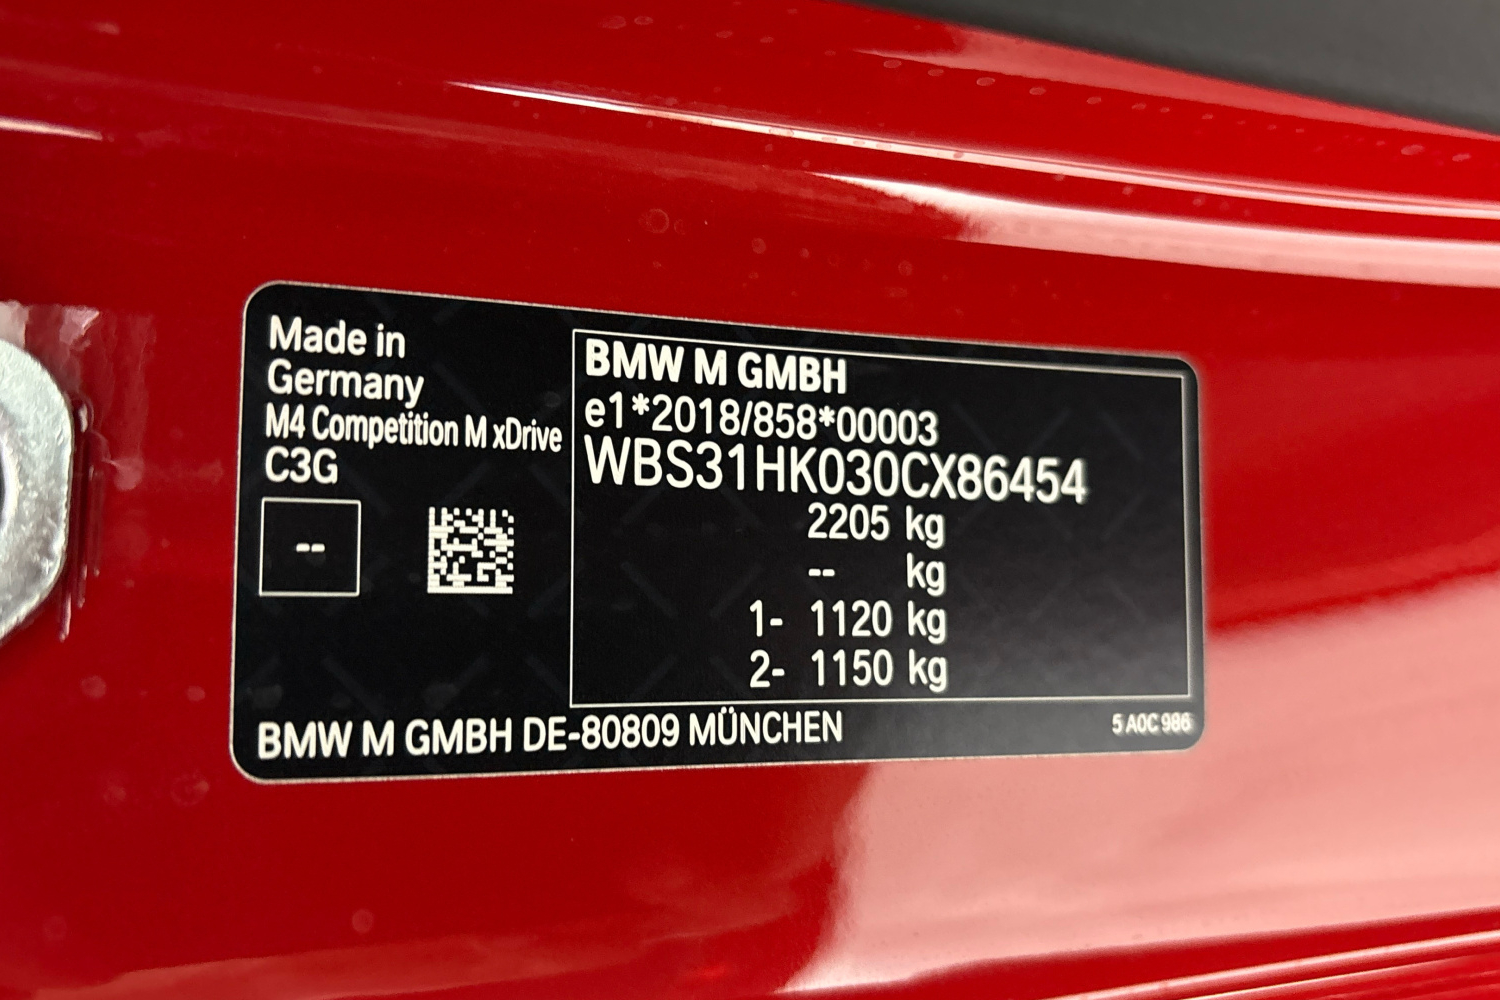 Made in
Germany
M4 Competition M xDrive
C3G
--
BMW M GMBH
e1*2018/858*00003
WBS31HK030CX86454
2205 kg
-- kg
1- 1120 kg
2- 1150 kg
BMW M GMBH DE-80809 MÜNCHEN
5 A0C 986